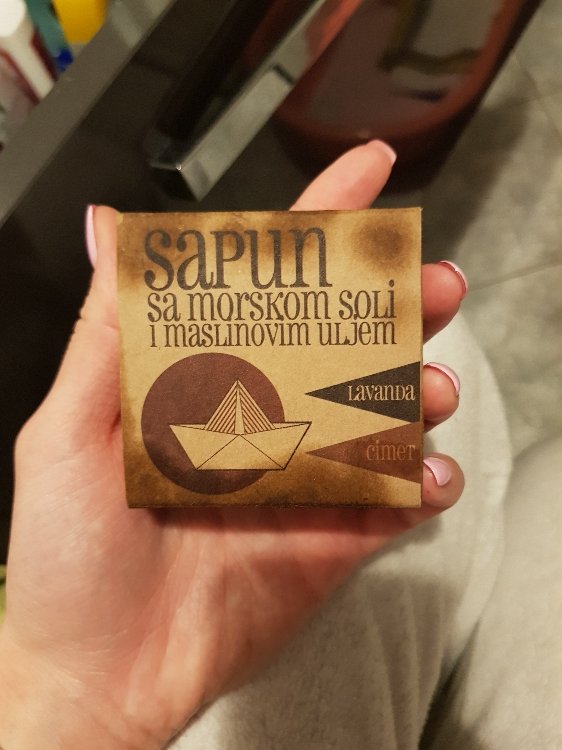 sapun
sa morskom soli
i maslinovim uljem
Lavanda
cimet